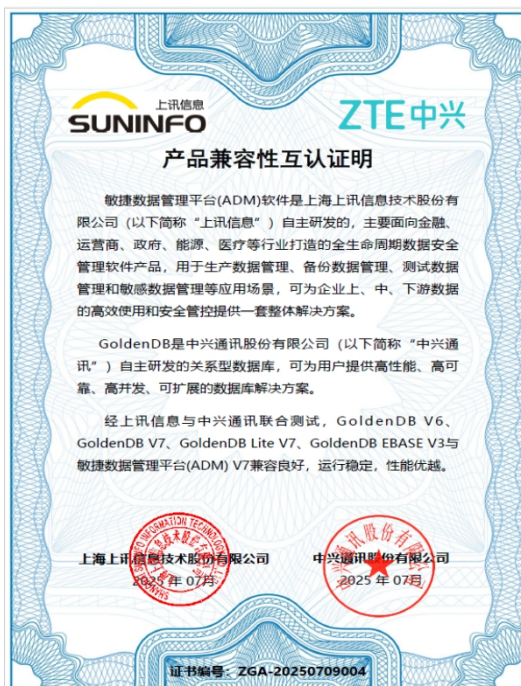 上讯信息
SUNINFO
ZTE中兴
产品兼容性互认证明
敏捷数据管理平台(ADM)软件是上海上讯信息技术股份有
限公司（以下简称“上讯信息”）自主研发的，主要面向金融、
运营商、政府、能源、医疗等行业打造的全生命周期数据安全
管理软件产品，用于生产数据管理、备份数据管理、测试数据
管理和敏感数据管理等应用场景，可为企业上、中、下游数据
的高效使用和安全管控提供一套整体解决方案。
GoldenDB是中兴通讯股份有限公司（以下简称“中兴通
讯”）自主研发的关系型数据库，可为用户提供高性能、高可
靠、高并发、可扩展的数据库解决方案。
经上讯信息与中兴通讯联合测试，GoldenDB V6、
GoldenDB V7、GoldenDB Lite V7、GoldenDB EBASE V3与
敏捷数据管理平台(ADM) V7兼容良好，运行稳定，性能优越。
上海上讯信息技术股份有限公司
中兴通讯股份有限公司
2025 年 07月
2025 年 07月
证书编号：ZGA-20250709004